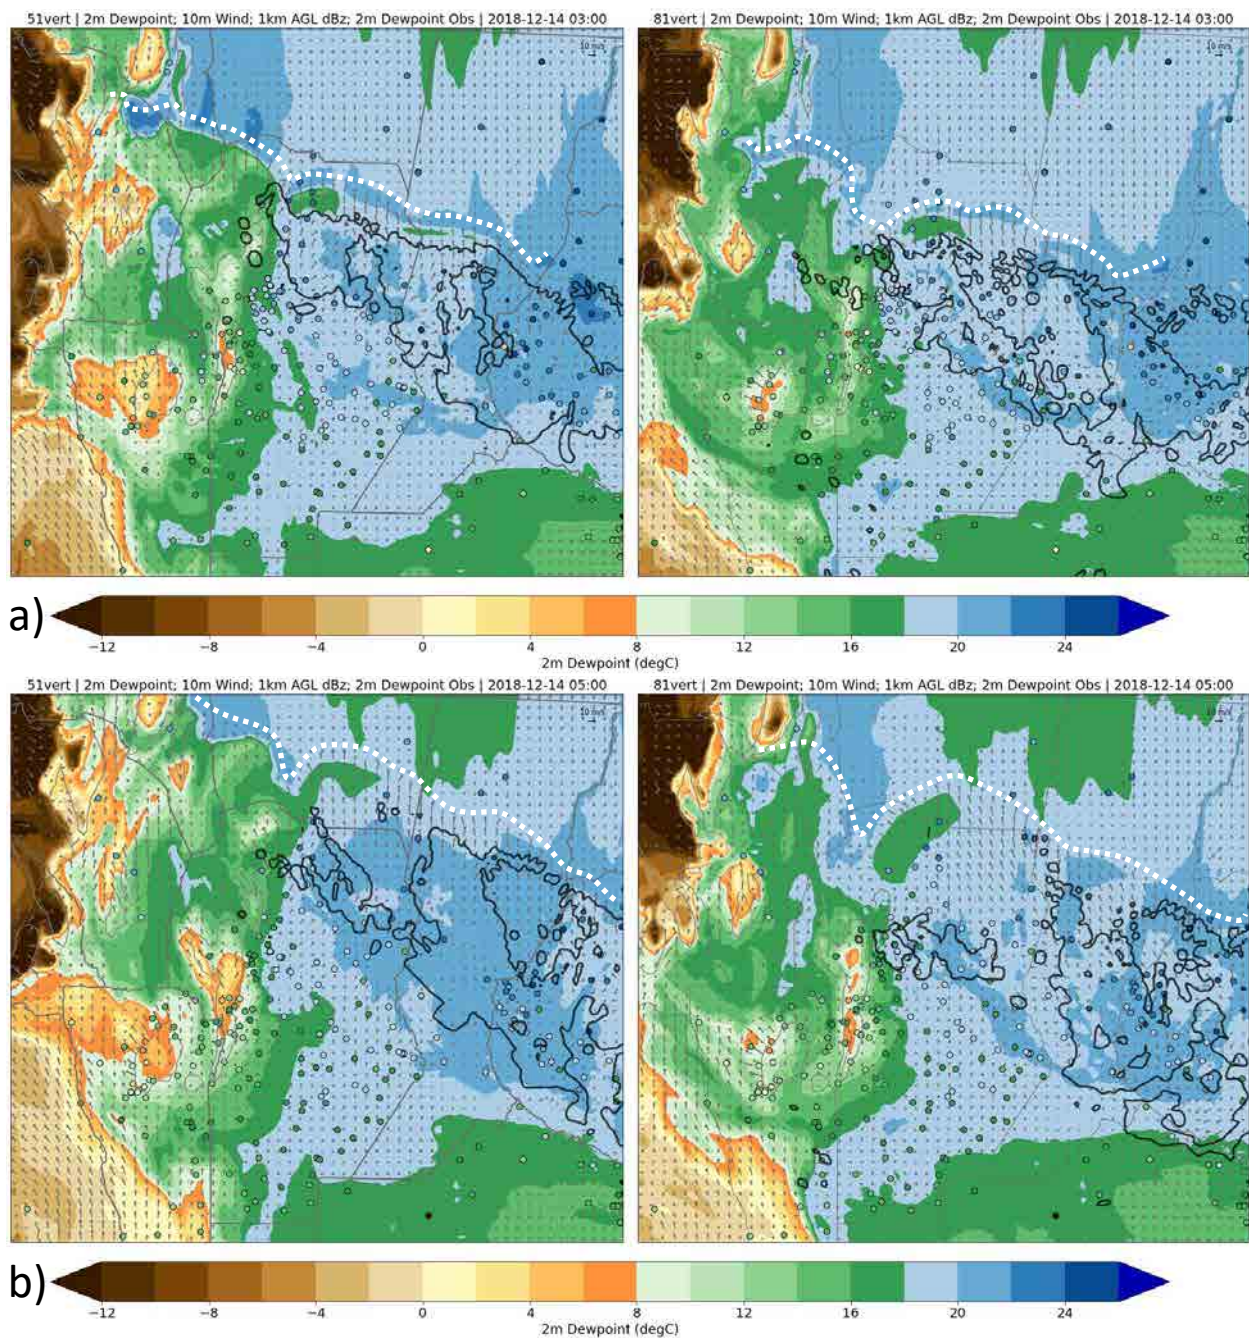 51vert | 2m Dewpoint; 10m Wind; 1km AGL dBz; 2m Dewpoint Obs | 2018-12-14 03:00
81vert | 2m Dewpoint; 10m Wind; 1km AGL dBz; 2m Dewpoint Obs | 2018-12-14 03:00
10 m/s
10 m/s
a)
−12 −8 −4 0 4 8 12 16 20 24
2m Dewpoint (degC)
51vert | 2m Dewpoint; 10m Wind; 1km AGL dBz; 2m Dewpoint Obs | 2018-12-14 05:00
81vert | 2m Dewpoint; 10m Wind; 1km AGL dBz; 2m Dewpoint Obs | 2018-12-14 05:00
10 m/s
10 m/s
b)
−12 −8 −4 0 4 8 12 16 20 24
2m Dewpoint (degC)